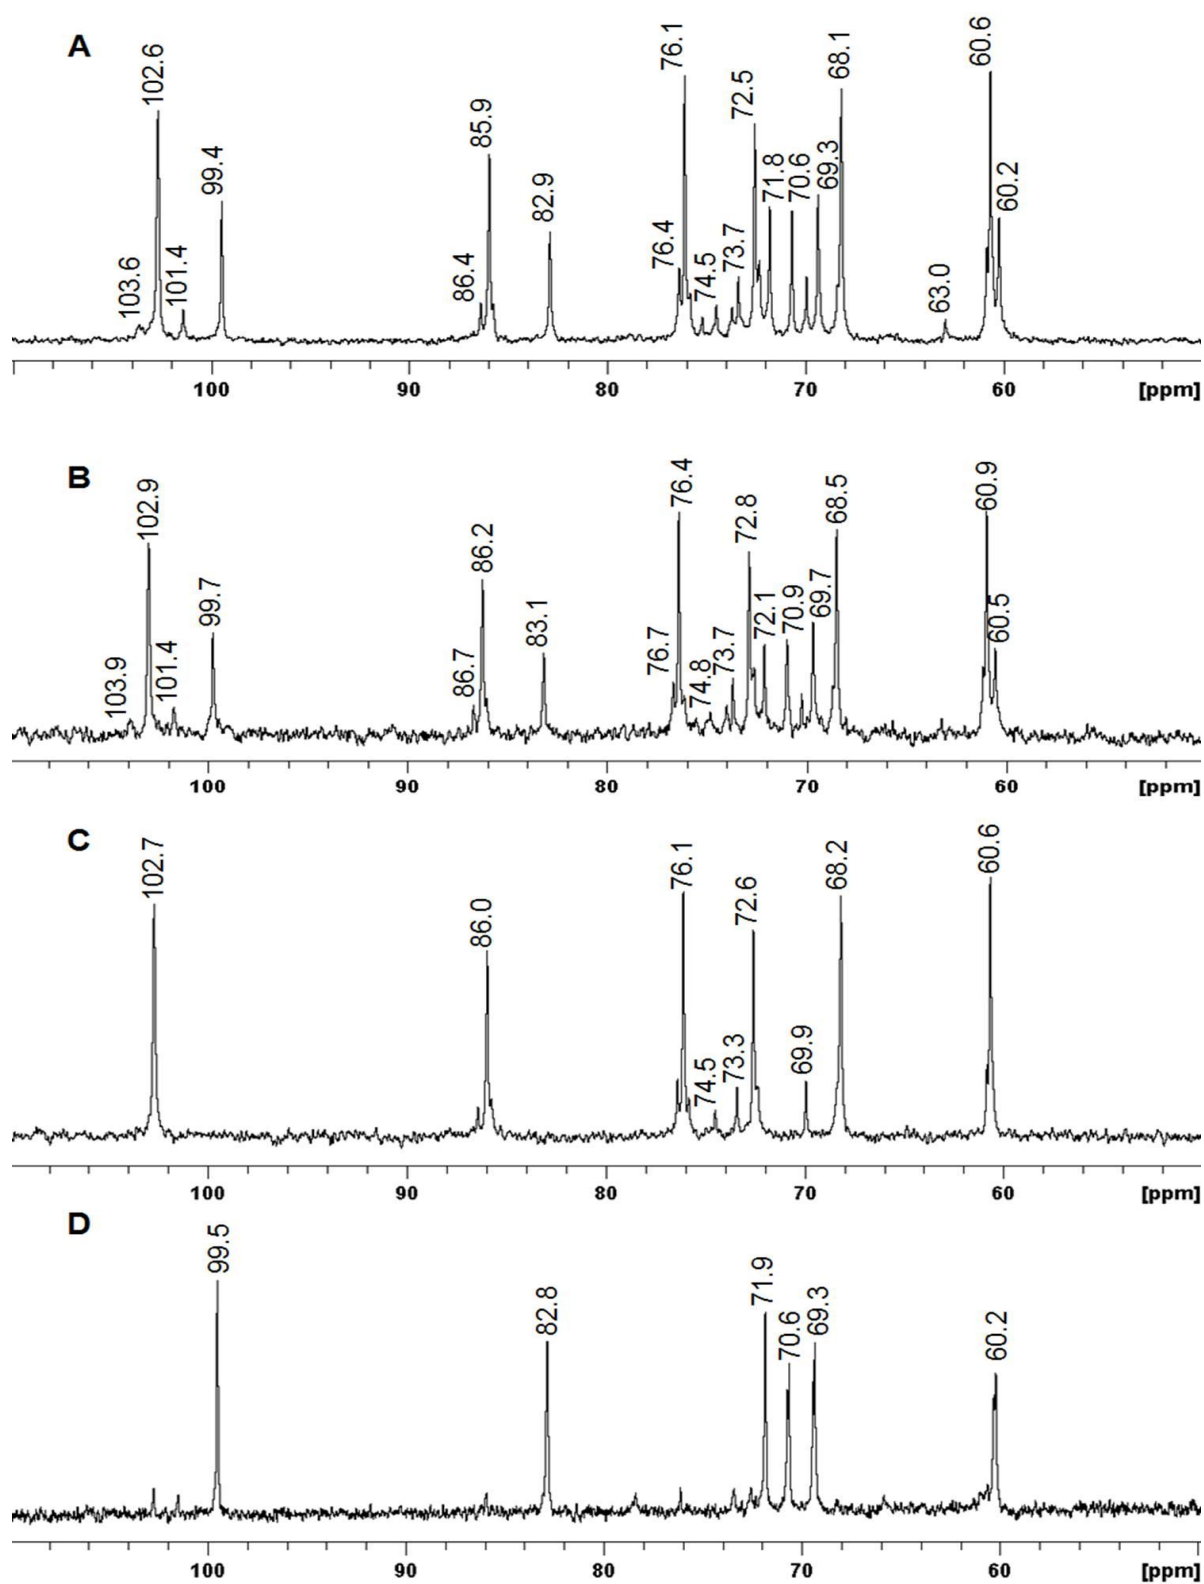 A
103.6 102.6 101.4 99.4 86.4 85.9 82.9 76.4 76.1 74.5 73.7 72.5 71.8 70.6 69.3 68.1 63.0 60.6 60.2
100 90 80 70 60 [ppm]
B
103.9 102.9 101.4 99.7 86.7 86.2 83.1 76.7 76.4 74.8 73.7 72.8 72.1 70.9 69.7 68.5 60.9 60.5
100 90 80 70 60 [ppm]
C
102.7 86.0 76.1 74.5 73.3 72.6 69.9 68.2 60.6
100 90 80 70 60 [ppm]
D
99.5 82.8 71.9 70.6 69.3 60.2
100 90 80 70 60 [ppm]